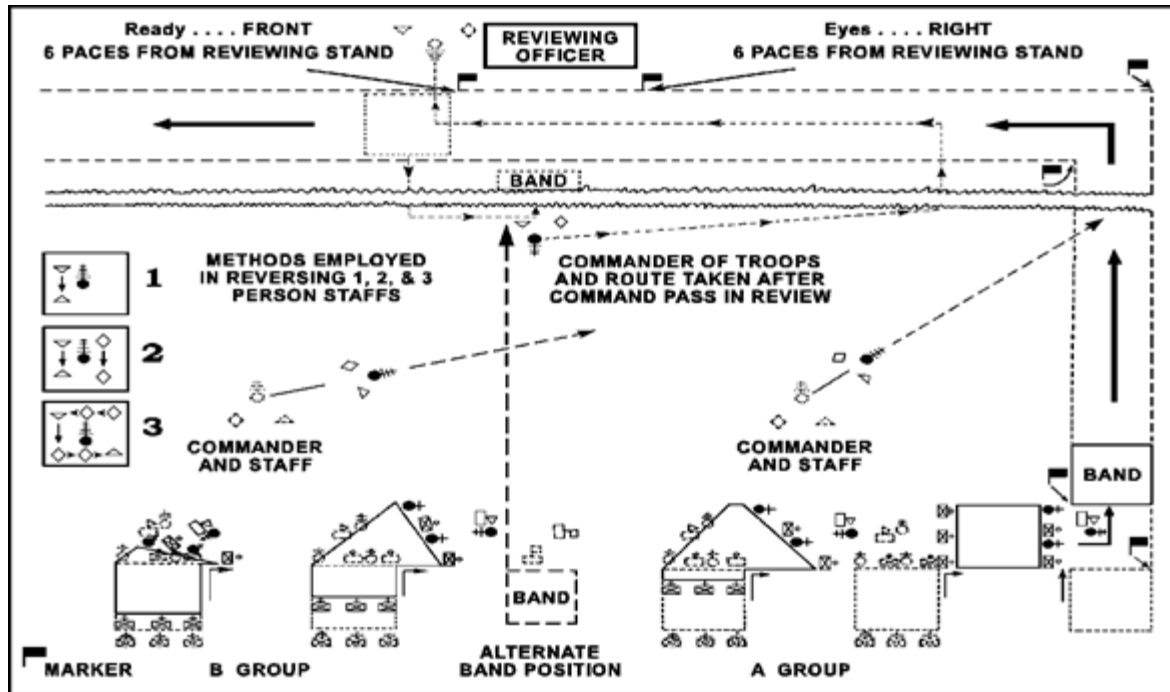 Ready . . . . FRONT
6 PACES FROM REVIEWING STAND
REVIEWING
OFFICER
Eyes . . . . RIGHT
6 PACES FROM REVIEWING STAND
BAND
METHODS EMPLOYED
IN REVERSING 1, 2, & 3
PERSON STAFFS
COMMANDER OF TROOPS
AND ROUTE TAKEN AFTER
COMMAND PASS IN REVIEW
1
2
3
COMMANDER
AND STAFF
COMMANDER
AND STAFF
BAND
BAND
MARKER
B GROUP
ALTERNATE
BAND POSITION
A GROUP